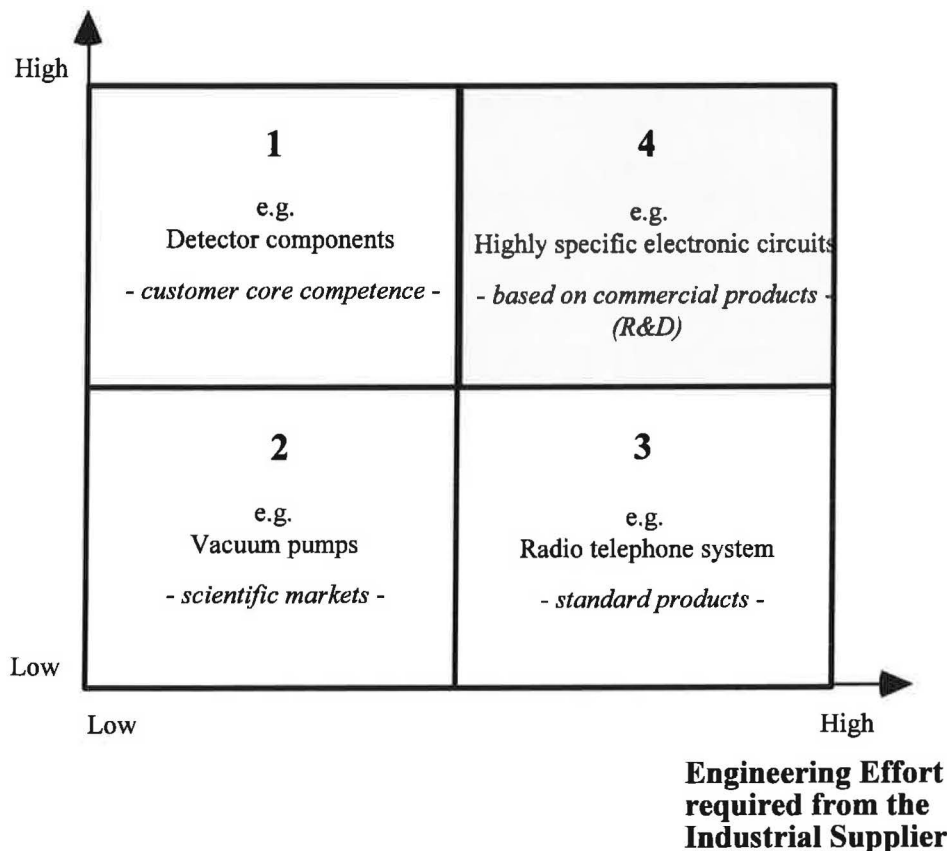 High
1
e.g.
Detector components
- customer core competence -
4
e.g.
Highly specific electronic circuits
- based on commercial products -
(R&D)
2
e.g.
Vacuum pumps
- scientific markets -
3
e.g.
Radio telephone system
- standard products -
Low
Low
High
Engineering Effort
required from the
Industrial Supplier